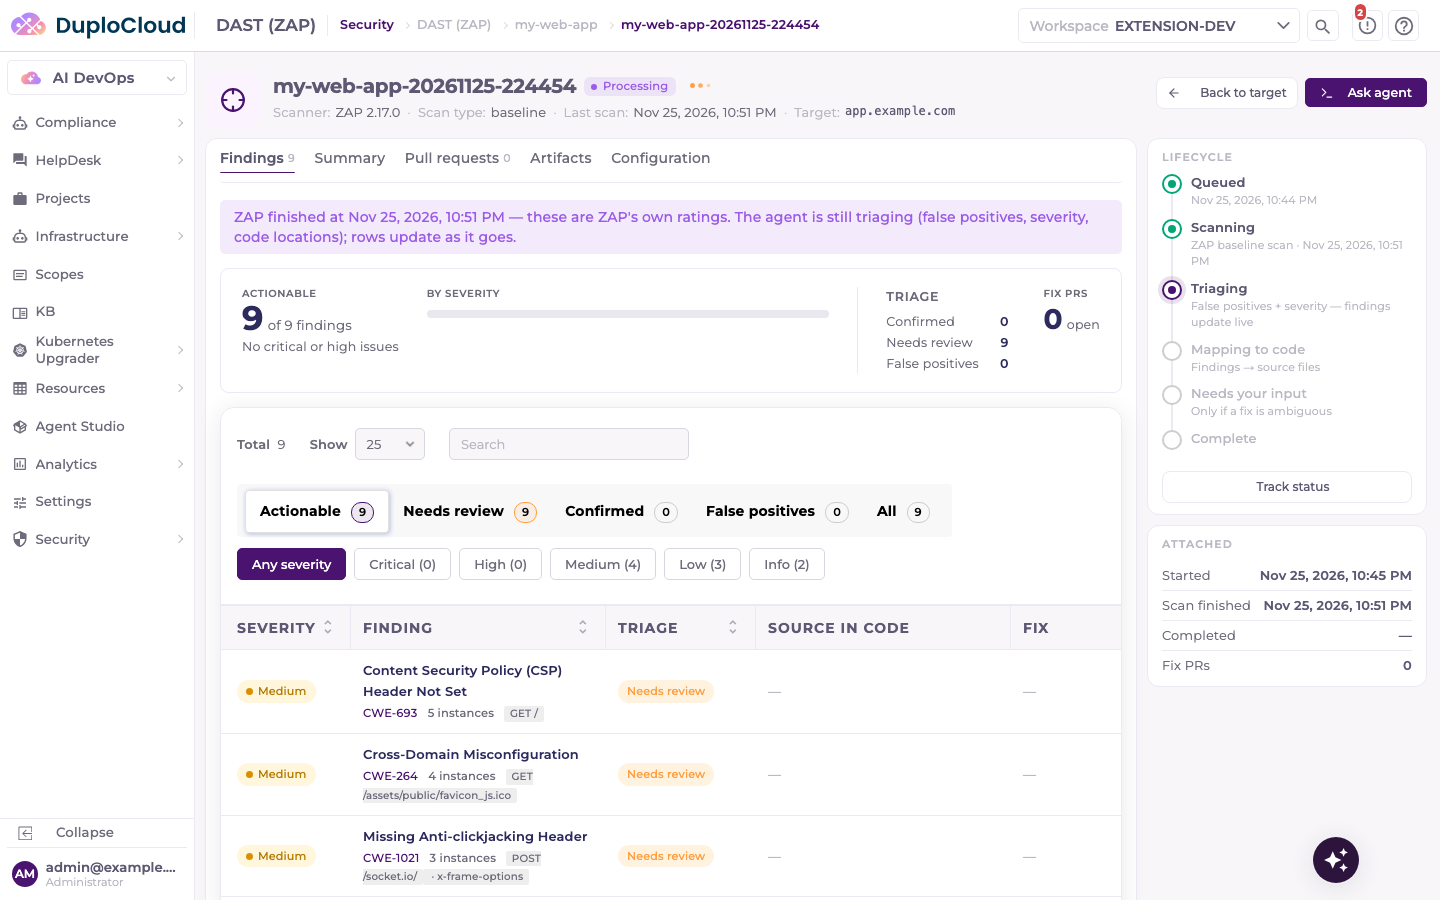 DuploCloud
DAST (ZAP)
Security
DAST (ZAP)
my-web-app
my-web-app-20261125-224454
Workspace EXTENSION-DEV
2
AI DevOps
Compliance
HelpDesk
Projects
Infrastructure
Scopes
KB
Kubernetes
Upgrader
Resources
Agent Studio
Analytics
Settings
Security
Collapse
AM
admin@example....
Administrator
my-web-app-20261125-224454
Processing
Scanner: ZAP 2.17.0 · Scan type: baseline · Last scan: Nov 25, 2026, 10:51 PM · Target: app.example.com
Back to target
Ask agent
Findings 9
Summary
Pull requests 0
Artifacts
Configuration
ZAP finished at Nov 25, 2026, 10:51 PM — these are ZAP's own ratings. The agent is still triaging (false positives, severity,
code locations); rows update as it goes.
ACTIONABLE
9 of 9 findings
No critical or high issues
BY SEVERITY
TRIAGE
Confirmed 0
Needs review 9
False positives 0
FIX PRS
0 open
Total 9
Show 25
Search
Actionable 9
Needs review 9
Confirmed 0
False positives 0
All 9
Any severity
Critical (0)
High (0)
Medium (4)
Low (3)
Info (2)
SEVERITY
FINDING
TRIAGE
SOURCE IN CODE
FIX
Medium
Content Security Policy (CSP)
Header Not Set
CWE-693 5 instances GET /
Needs review
—
—
Medium
Cross-Domain Misconfiguration
CWE-264 4 instances GET
/assets/public/favicon_js.ico
Needs review
—
—
Medium
Missing Anti-clickjacking Header
CWE-1021 3 instances POST
/socket.io/ · x-frame-options
Needs review
—
—
LIFECYCLE
Queued
Nov 25, 2026, 10:44 PM
Scanning
ZAP baseline scan · Nov 25, 2026, 10:51
PM
Triaging
False positives + severity — findings
update live
Mapping to code
Findings → source files
Needs your input
Only if a fix is ambiguous
Complete
Track status
ATTACHED
Started Nov 25, 2026, 10:45 PM
Scan finished Nov 25, 2026, 10:51 PM
Completed —
Fix PRs 0